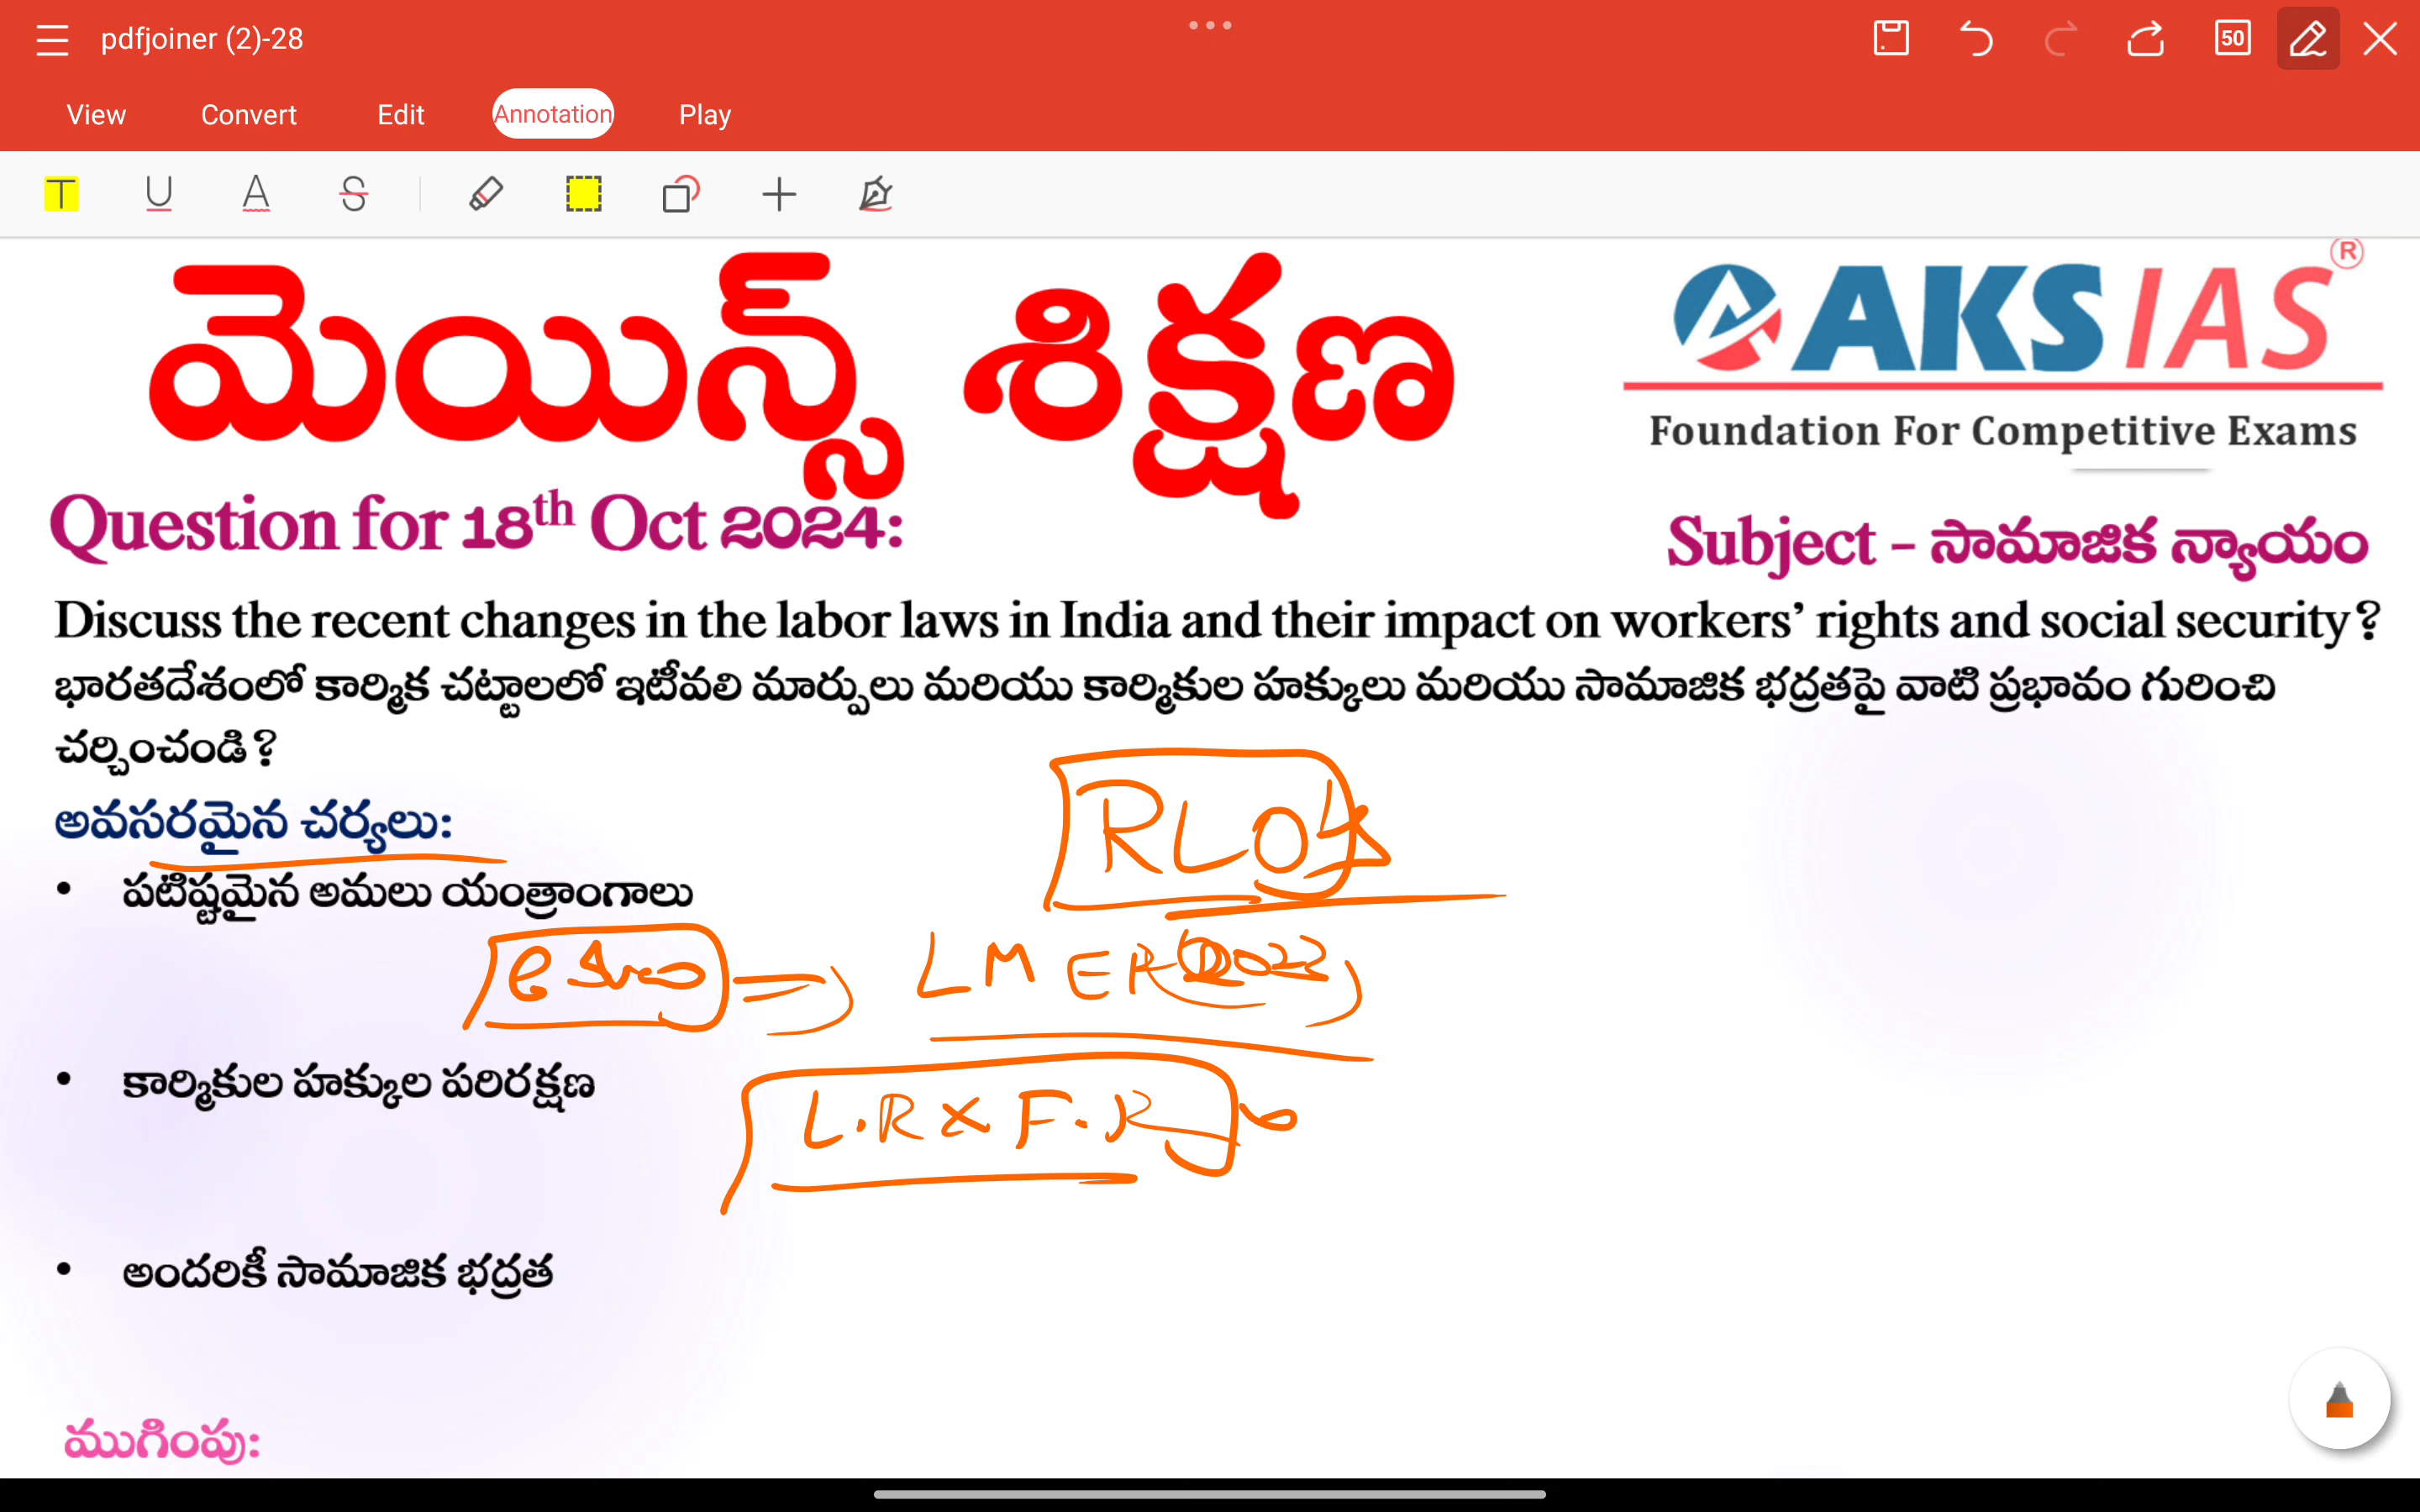 pdfjoiner (2)-28
50
View Convert Edit Annotation Play
T U A S
మెయిన్స్ శిక్షణ
AKS IAS ®
Foundation For Competitive Exams
Question for 18th Oct 2024:
Subject - సామాజిక న్యాయం
Discuss the recent changes in the labor laws in India and their impact on workers' rights and social security?
భారతదేశంలో కార్మిక చట్టాలలో ఇటీవలి మార్పులు మరియు కార్మికుల హక్కులు మరియు సామాజిక భద్రతపై వాటి ప్రభావం గురించి
చర్చించండి?
అవసరమైన చర్యలు:
• పటిష్టమైన అమలు యంత్రాంగాలు
• కార్మికుల హక్కుల పరిరక్షణ
L.R & F.R
• అందరికీ సామాజిక భద్రత
ముగింపు: